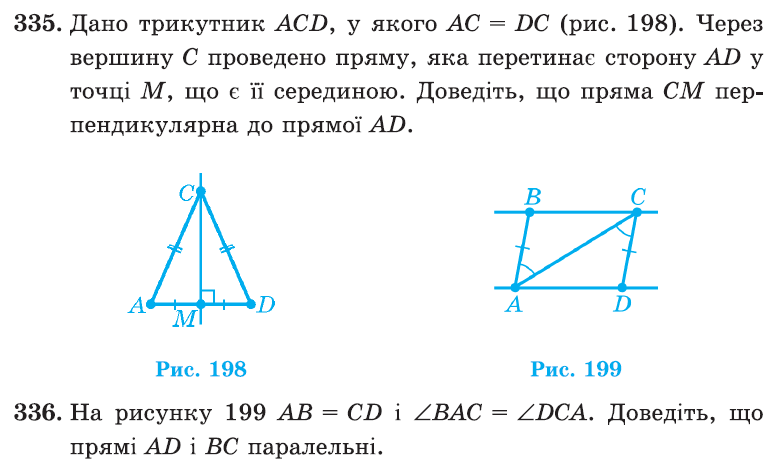 335. Дано трикутник ACD, у якого AC = DC (рис. 198). Через
вершину C проведено пряму, яка перетинає сторону AD у
точці M, що є її серединою. Доведіть, що пряма CM пер-
пендикулярна до прямої AD.
C
A
M
D
Рис. 198
B
C
A
D
Рис. 199
336. На рисунку 199 AB = CD і ∠BAC = ∠DCA. Доведіть, що
прямі AD і BC паралельні.